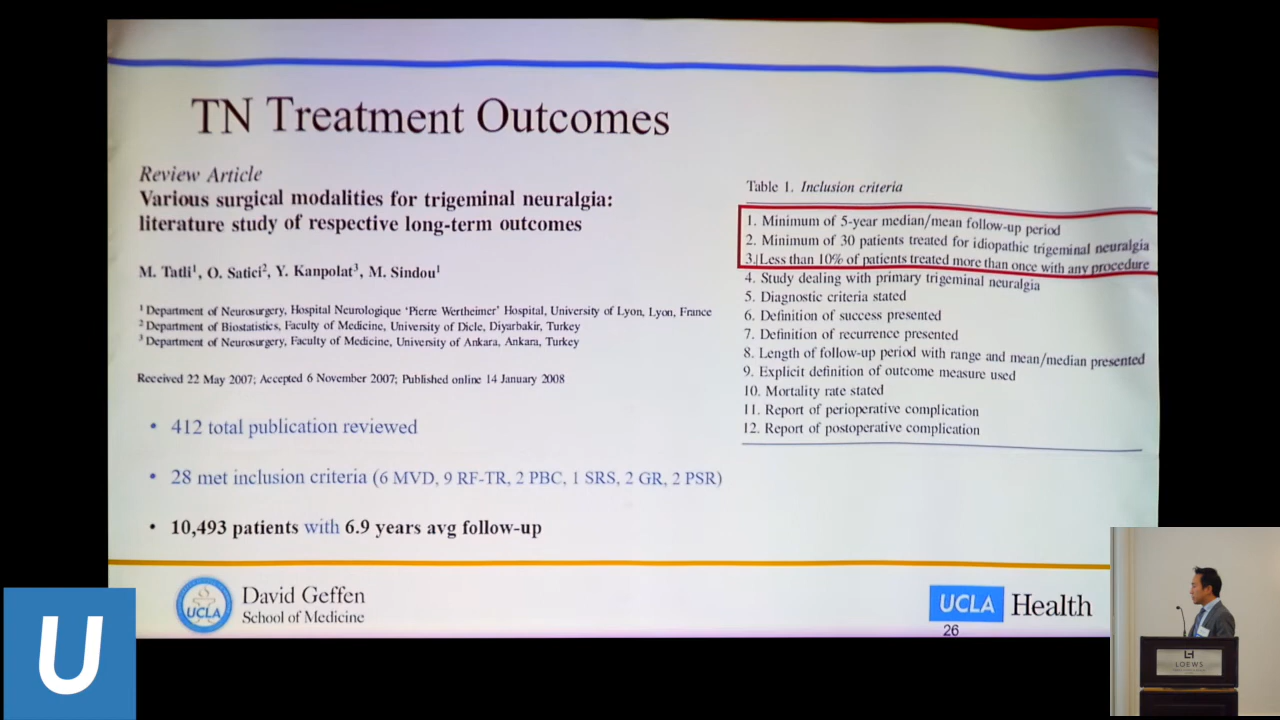 TN Treatment Outcomes
Review Article
Various surgical modalities for trigeminal neuralgia:
literature study of respective long-term outcomes
M. Tatli¹, O. Satici², Y. Kanpolat³, M. Sindou¹
¹ Department of Neurosurgery, Hospital Neurologique ‘Pierre Wertheimer’ Hospital, University of Lyon, Lyon, France
² Department of Biostatistics, Faculty of Medicine, University of Dicle, Diyarbakir, Turkey
³ Department of Neurosurgery, Faculty of Medicine, University of Ankara, Ankara, Turkey
Received 22 May 2007; Accepted 6 November 2007; Published online 14 January 2008
• 412 total publication reviewed
• 28 met inclusion criteria (6 MVD, 9 RF-TR, 2 PBC, 1 SRS, 2 GR, 2 PSR)
• 10,493 patients with 6.9 years avg follow-up
Table 1. Inclusion criteria
1. Minimum of 5-year median/mean follow-up period
2. Minimum of 30 patients treated for idiopathic trigeminal neuralgia
3. Less than 10% of patients treated more than once with any procedure
4. Study dealing with primary trigeminal neuralgia
5. Diagnostic criteria stated
6. Definition of success presented
7. Definition of recurrence presented
8. Length of follow-up period with range and mean/median presented
9. Explicit definition of outcome measure used
10. Mortality rate stated
11. Report of perioperative complication
12. Report of postoperative complication
UCLA
David Geffen
School of Medicine
UCLA Health
26
U
LOEWS